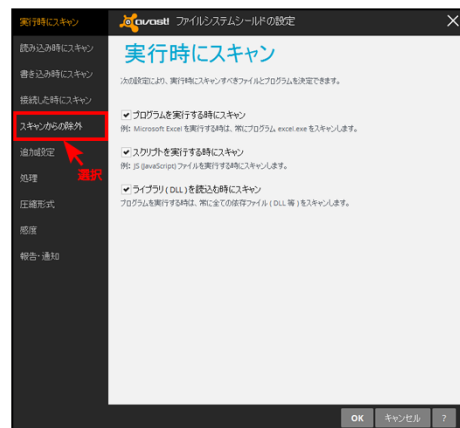 実行時にスキャン
avast! ファイルシステムシールドの設定
読み込み時にスキャン
書き込み時にスキャン
接続した時にスキャン
スキャンからの除外
追加設定
選択
処理
圧縮形式
感度
報告・通知
実行時にスキャン
次の設定により、実行時にスキャンすべきファイルとプログラムを決定できます。
プログラムを実行する時にスキャン
例: Microsoft Excel を実行する時は、常にプログラム excel.exe をスキャンします。
スクリプトを実行する時にスキャン
例: JS (JavaScript) ファイルを実行する時にスキャンします。
ライブラリ ( DLL ) を読込む時にスキャン
プログラムを実行する時は、常に全ての依存ファイル ( DLL 等 ) をスキャンします。
OK キャンセル ?